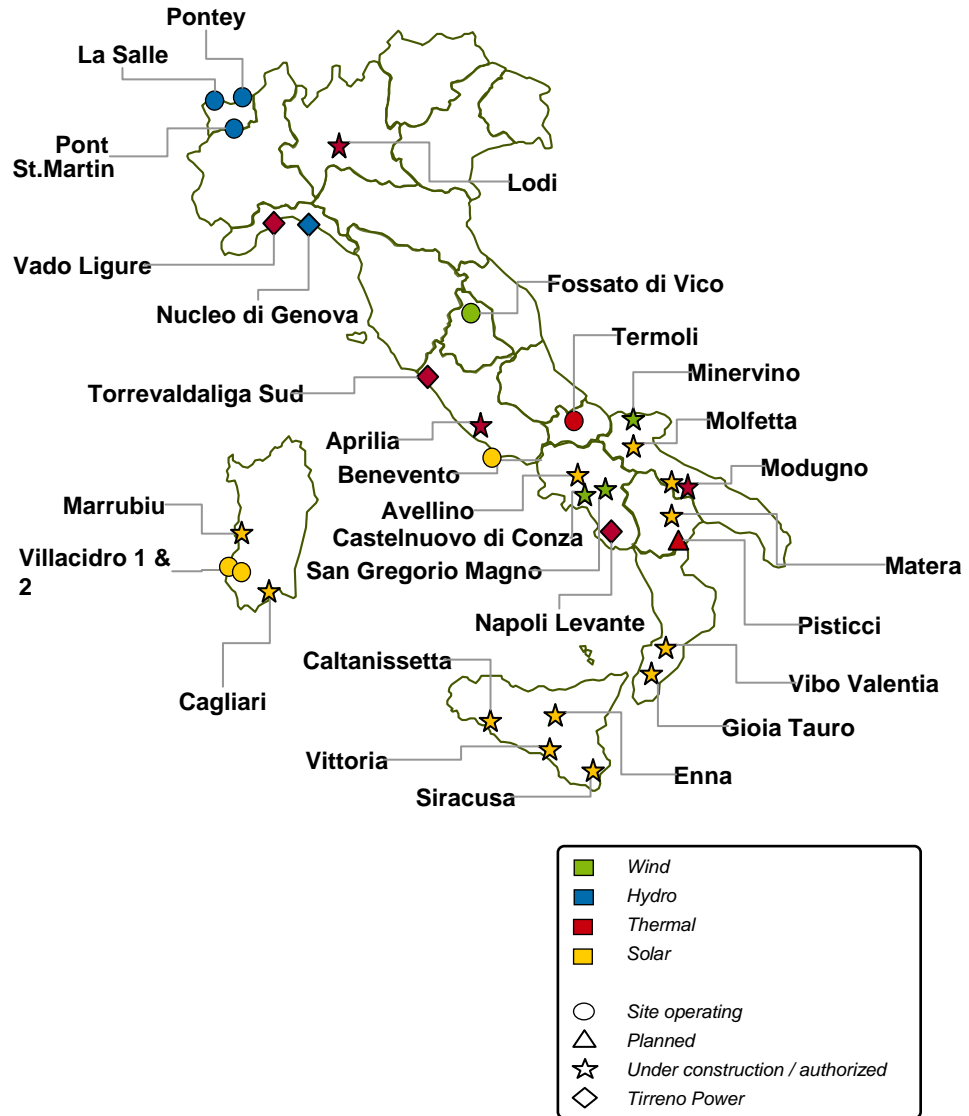 Pontey
La Salle
Pont
St.Martin
Lodi
Vado Ligure
Nucleo di Genova
Fossato di Vico
Termoli
Minervino
Torrevaldaliga Sud
Molfetta
Aprilia
Benevento
Modugno
Marrubiu
Avellino
Castelnuovo di Conza
Villacidro 1 &
2
San Gregorio Magno
Matera
Napoli Levante
Pisticci
Caltanissetta
Vibo Valentia
Cagliari
Gioia Tauro
Vittoria
Enna
Siracusa
Wind
Hydro
Thermal
Solar
Site operating
Planned
Under construction / authorized
Tirreno Power